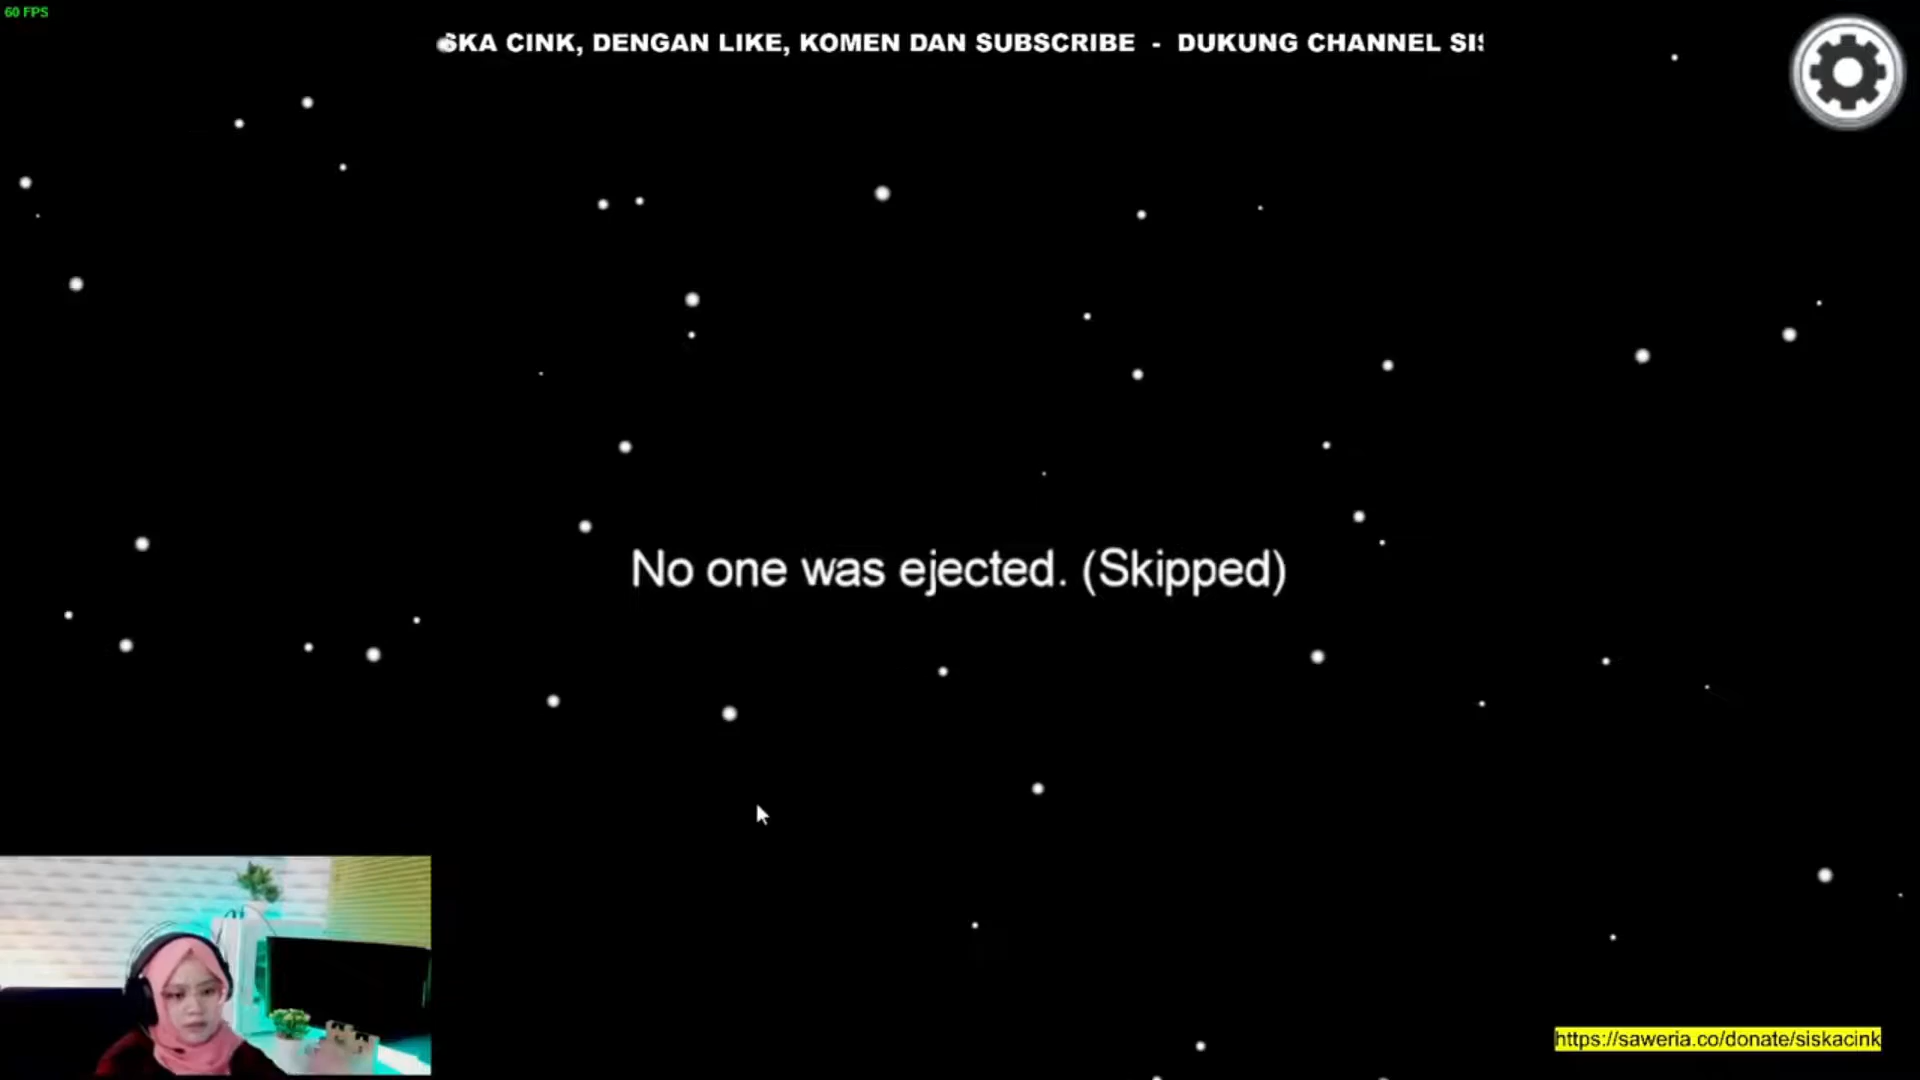 60 FPS
SKA CINK, DENGAN LIKE, KOMEN DAN SUBSCRIBE - DUKUNG CHANNEL SIS
No one was ejected. (Skipped)
https://saweria.co/donate/siskacink